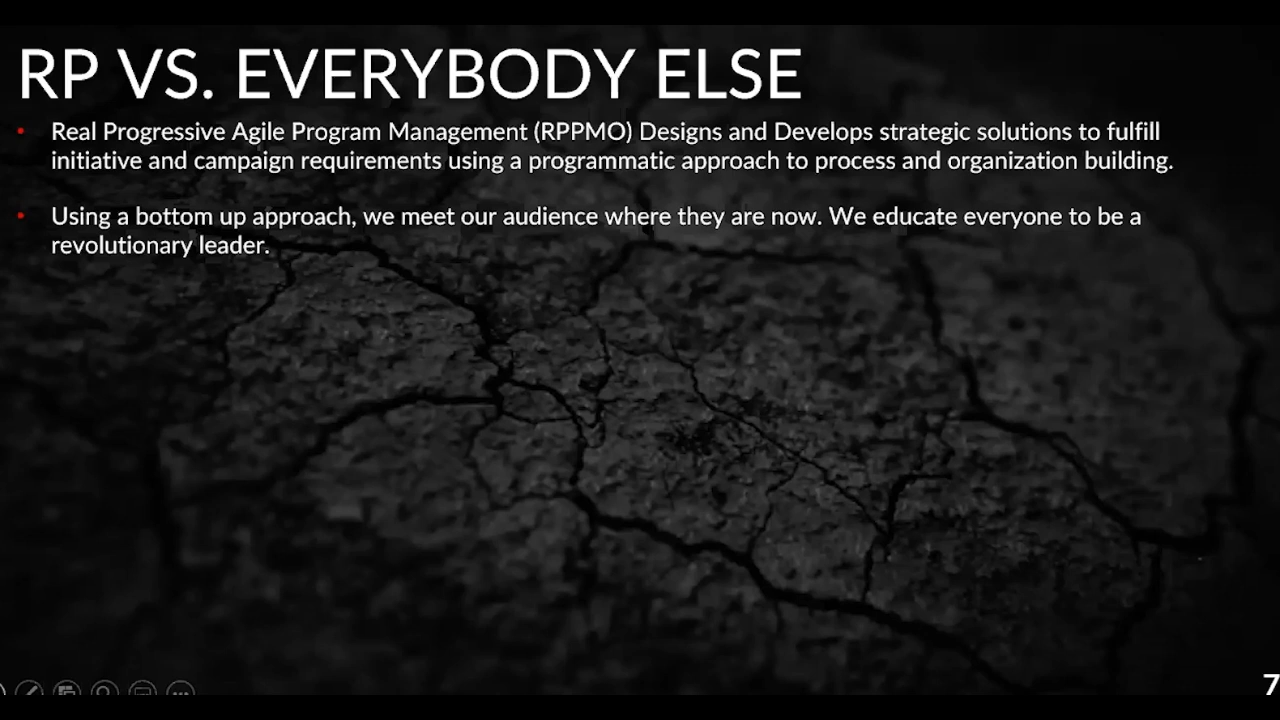 RP VS. EVERYBODY ELSE
• Real Progressive Agile Program Management (RPPMO) Designs and Develops strategic solutions to fulfill
initiative and campaign requirements using a programmatic approach to process and organization building.
• Using a bottom up approach, we meet our audience where they are now. We educate everyone to be a
revolutionary leader.
7